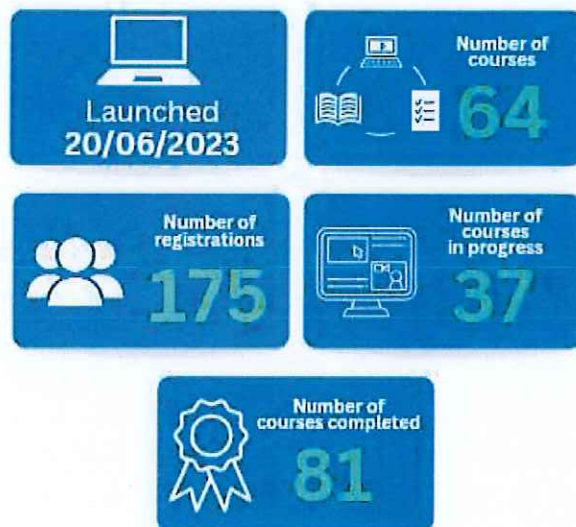 Launched
20/06/2023
Number of
courses
64
Number of
registrations
175
Number of
courses
in progress
37
Number of
courses completed
81